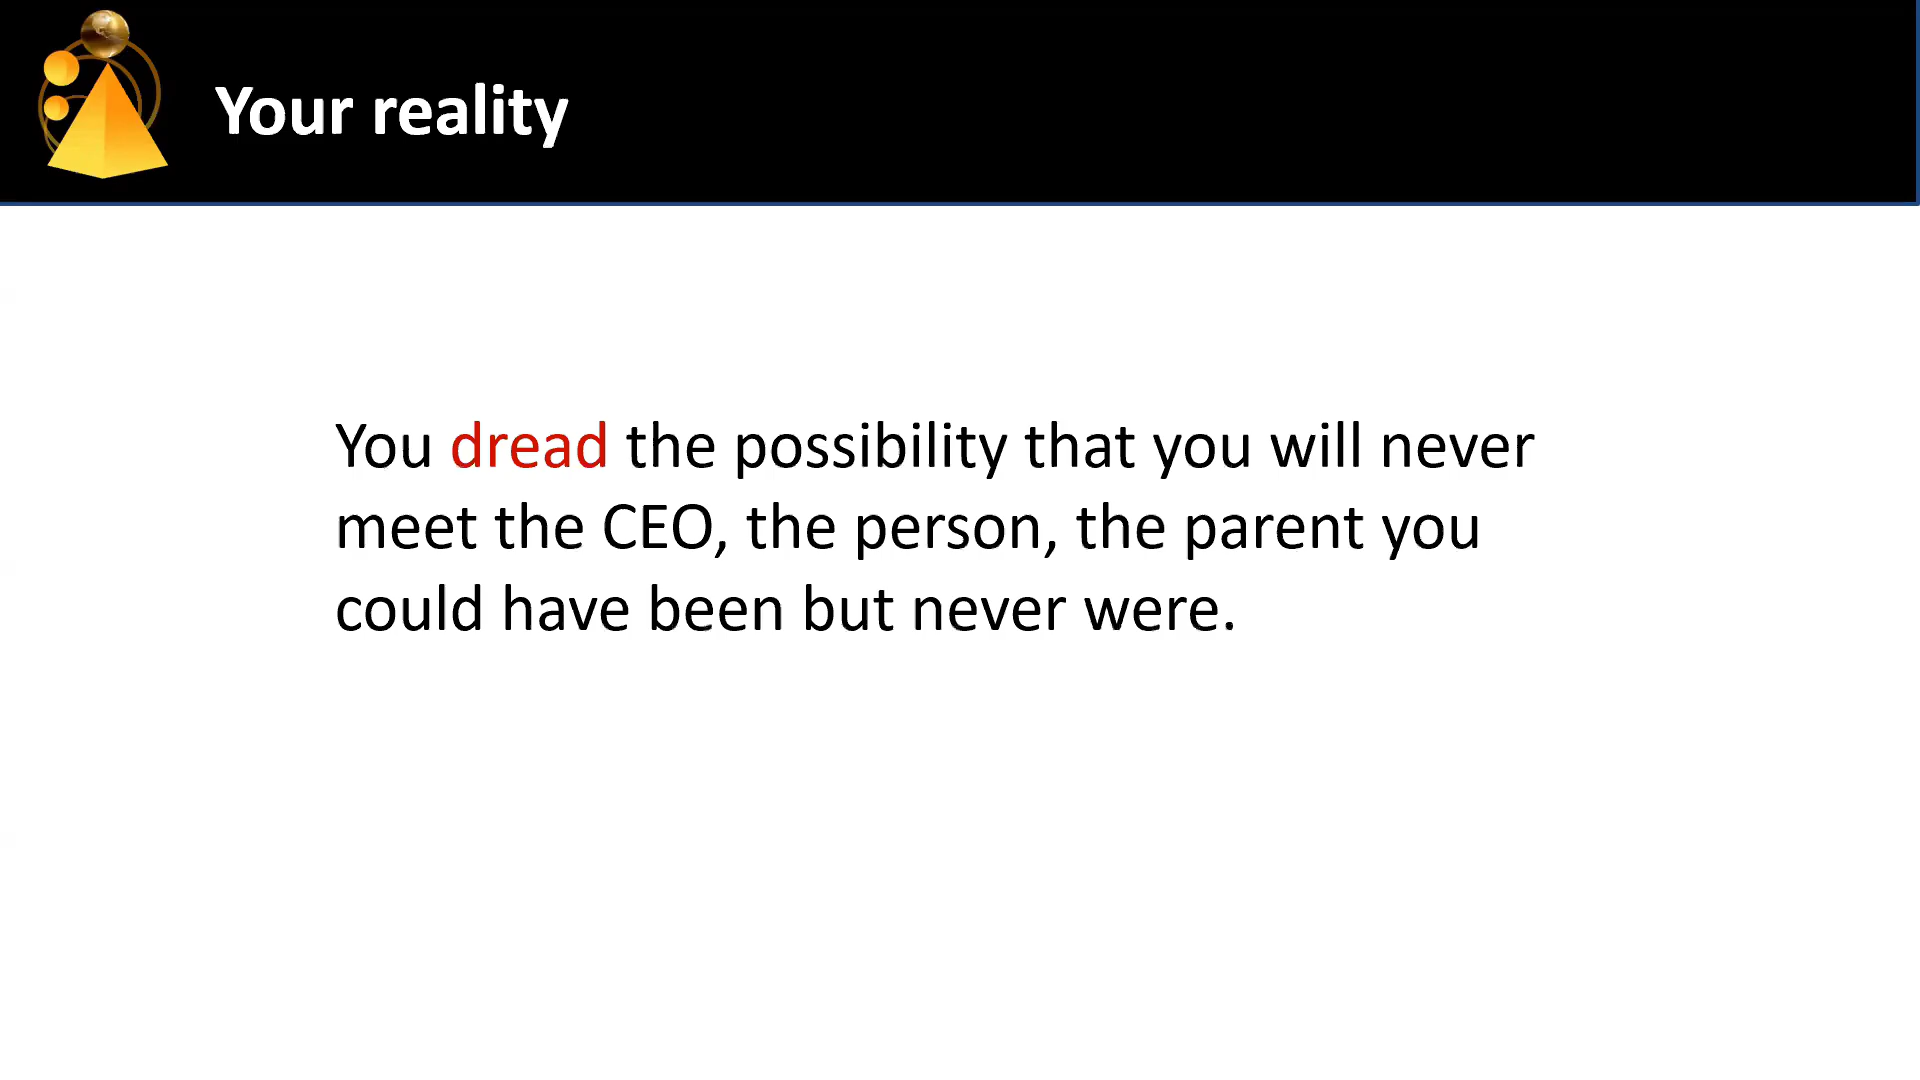 Your reality
You dread the possibility that you will never
meet the CEO, the person, the parent you
could have been but never were.